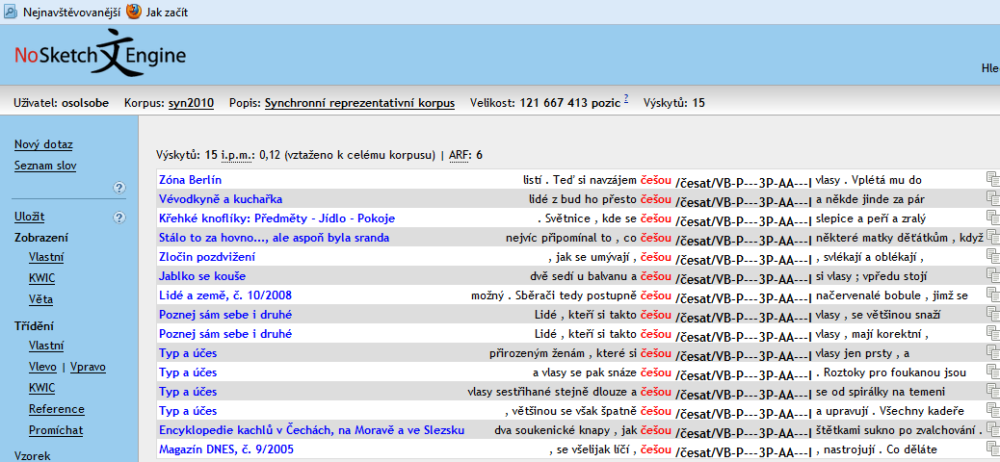 Nejnavštěvovanější Jak začít
NoSketch Engine
Hle
Uživatel: osolsobe Korpus: syn2010 Popis: Synchronní reprezentativní korpus Velikost: 121 667 413 pozic ? Výskytů: 15
Nový dotaz
Seznam slov
?
Uložit ?
Zobrazení
Vlastní
KWIC
Věta
Třídění
Vlastní
Vlevo | Vpravo
KWIC
Reference
Promíchat
Vzorek
Výskytů: 15 i.p.m.: 0,12 (vztaženo k celému korpusu) | ARF: 6
Zóna Berlín listí . Teď si navzájem češou /česat/VB-P---3P-AA---I vlasy . Vplétá mu do
Vévodkyně a kuchařka lidé z bud ho přesto češou /česat/VB-P---3P-AA---I a někde jinde za pár
Křehké knoflíky: Předměty - Jídlo - Pokoje . Světnice , kde se češou /česat/VB-P---3P-AA---I slepice a peří a zralý
Stálo to za hovno..., ale aspoň byla sranda nejvíc připomínal to , co češou /česat/VB-P---3P-AA---I některé matky děťátkům , když
Zločin pozdvižení , jak se umývají , češou /česat/VB-P---3P-AA---I , svlékají a oblékají ,
Jablko se kouše dvě sedí u balvanu a češou /česat/VB-P---3P-AA---I si vlasy ; vpředu stojí
Lidé a země, č. 10/2008 možný . Sběrači tedy postupně češou /česat/VB-P---3P-AA---I načervenalé bobule , jimž se
Poznej sám sebe i druhé Lidé , kteří si takto češou /česat/VB-P---3P-AA---I vlasy , se většinou snaží
Poznej sám sebe i druhé Lidé , kteří si takto češou /česat/VB-P---3P-AA---I vlasy , mají korektní ,
Typ a účes přirozeným ženám , které si češou /česat/VB-P---3P-AA---I vlasy jen prsty , a
Typ a účes a vlasy se pak snáze češou /česat/VB-P---3P-AA---I . Roztoky pro foukanou jsou
Typ a účes vlasy sestřihané stejně dlouze a češou /česat/VB-P---3P-AA---I se od spirálky na temeni
Typ a účes , většinou se však špatně češou /česat/VB-P---3P-AA---I a upravují . Všechny kadeře
Encyklopedie kachlů v Čechách, na Moravě a ve Slezsku dva soukenické knapy , jak češou /česat/VB-P---3P-AA---I štětkami sukno po zvalchování .
Magazín DNES, č. 9/2005 , se všelijak líčí , češou /česat/VB-P---3P-AA---I , nastrojují . Co děláte